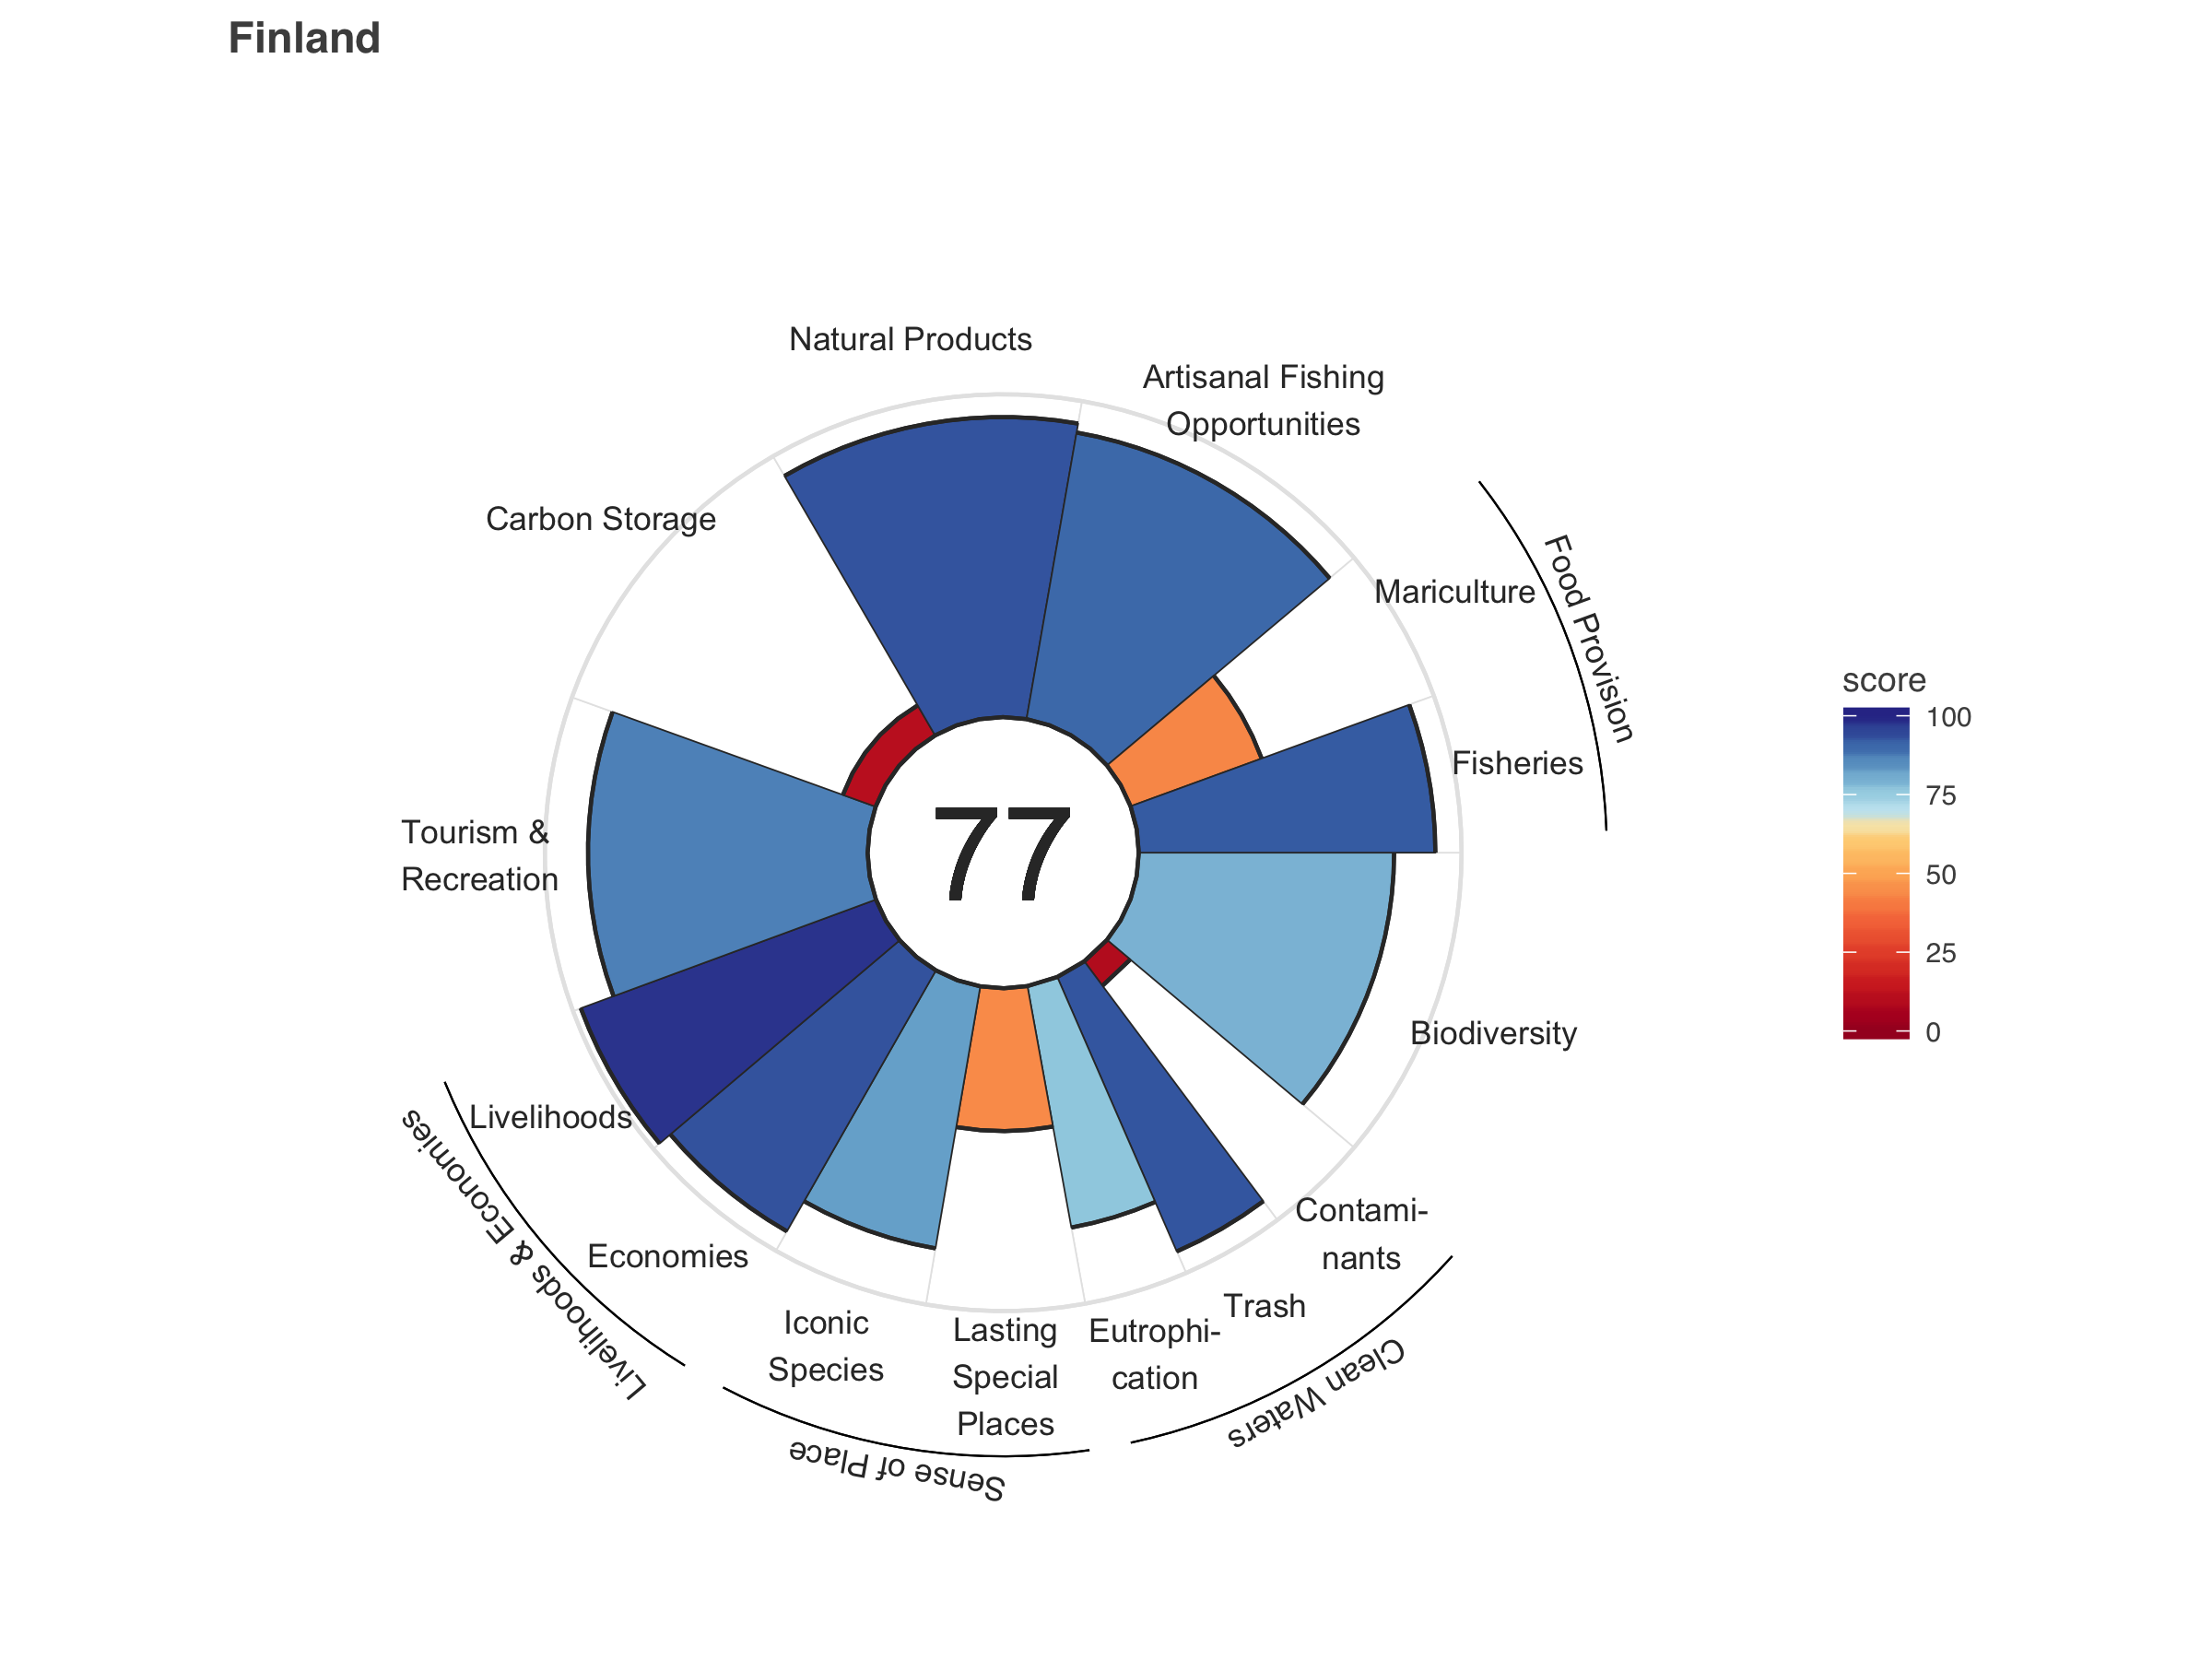 Finland
Natural Products
Artisanal Fishing
Opportunities
Carbon Storage
Mariculture
Food Provision
Fisheries
score
100
75
50
25
0
77
Tourism &
Recreation
Biodiversity
Livelihoods
Livelihoods & Economies
Economies
Contami-
nants
Trash
Clean Waters
Iconic
Species
Lasting
Special
Places
Eutrophi-
cation
Sense of Place